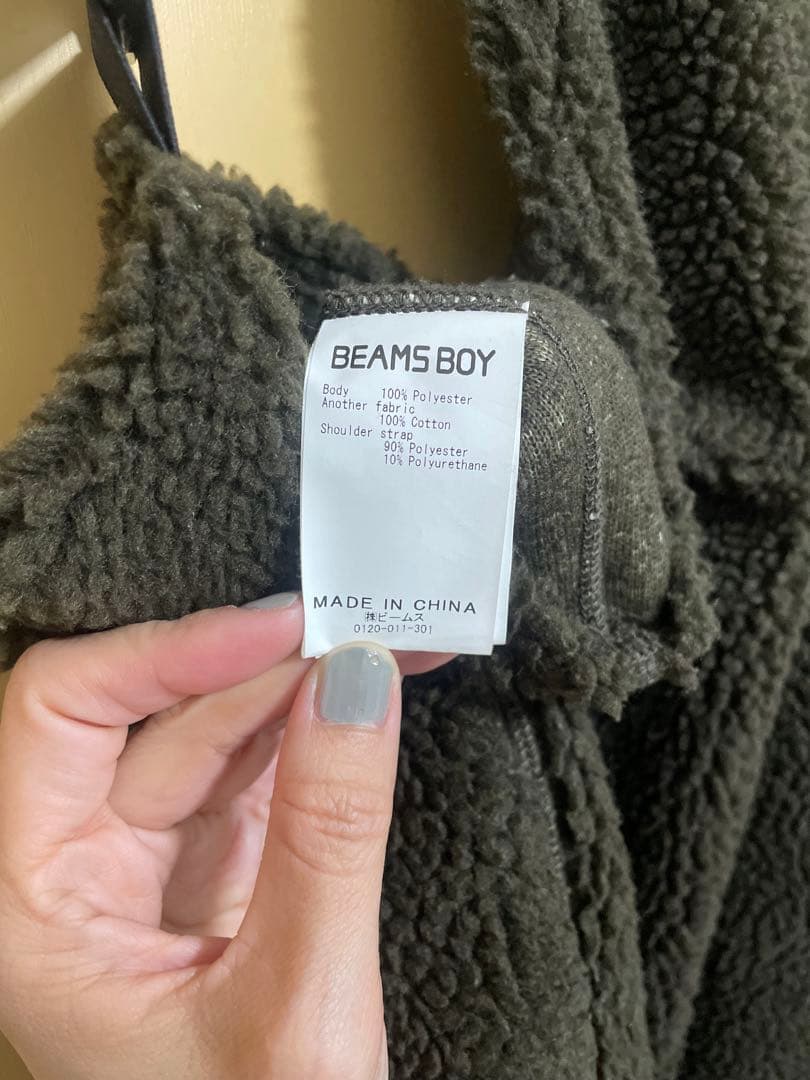 BEAMS BOY
Body 100% Polyester
Another fabric
100% Cotton
Shoulder strap
90% Polyester
10% Polyurethane
MADE IN CHINA
㈱ビームス
0120-011-301